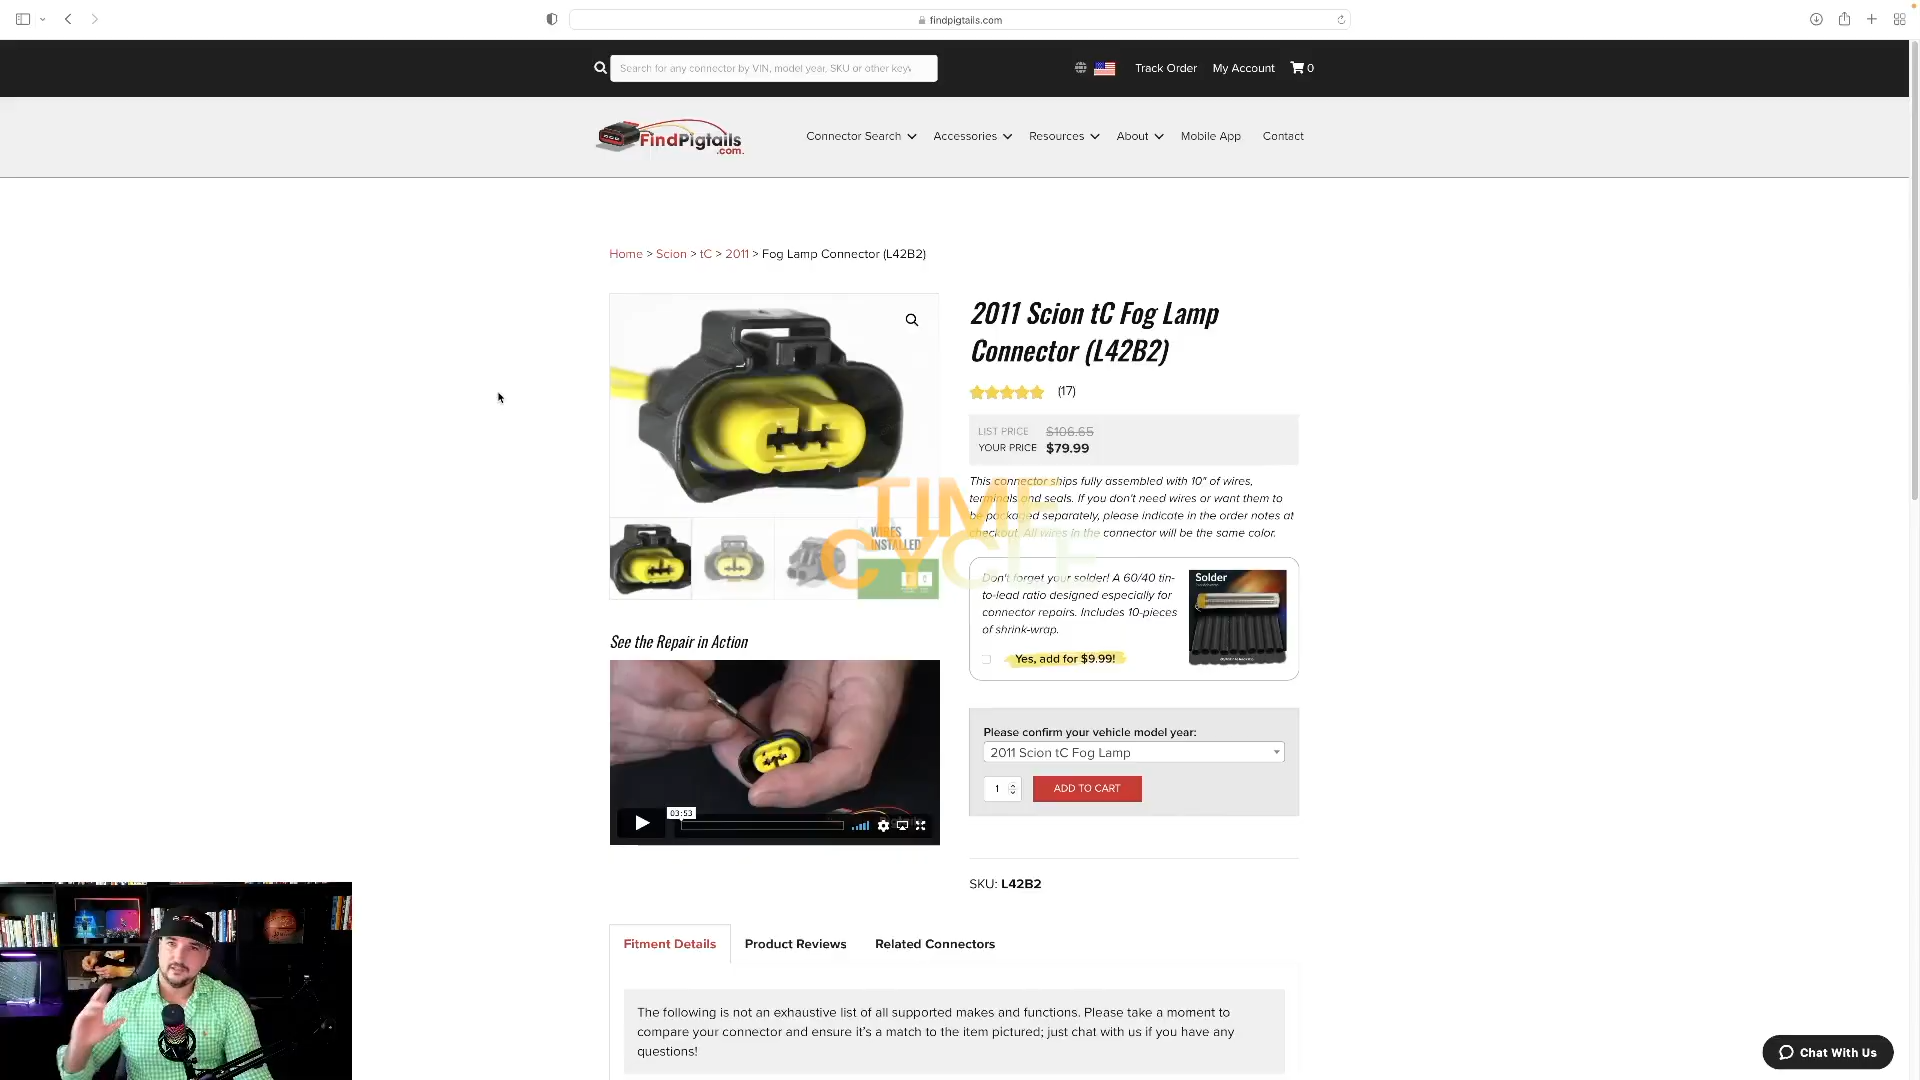 findpigtails.com
Search for any connector by VIN, model year, SKU or other keyw
Track Order
My Account
0
FindPigtails
.com.
Connector Search
Accessories
Resources
About
Mobile App
Contact
Home > Scion > tC > 2011 > Fog Lamp Connector (L42B2)
2011 Scion tC Fog Lamp
Connector (L42B2)
(17)
LIST PRICE $106.65
YOUR PRICE $79.99
This connector ships fully assembled with 10" of wires,
terminals and seals. If you don't need wires or want them to
be packaged separately, please indicate in the order notes at
checkout. All wires in the connector will be the same color.
TIME
CYCLE
WIRES
INSTALLED
Don't forget your solder! A 60/40 tin-
to-lead ratio designed especially for
connector repairs. Includes 10-pieces
of shrink-wrap.
Yes, add for $9.99!
Solder
See the Repair in Action
03:53
Please confirm your vehicle model year:
2011 Scion tC Fog Lamp
1
ADD TO CART
SKU: L42B2
Fitment Details
Product Reviews
Related Connectors
The following is not an exhaustive list of all supported makes and functions. Please take a moment to
compare your connector and ensure it's a match to the item pictured; just chat with us if you have any
questions!
Chat With Us